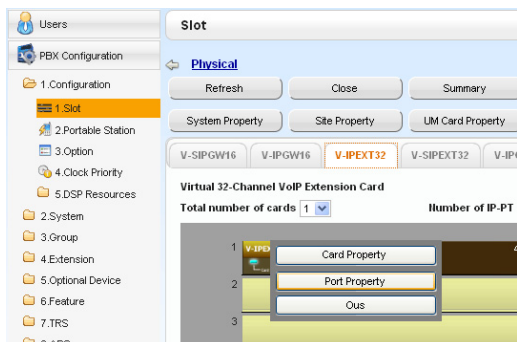 Users
PBX Configuration
1.Configuration
1.Slot
2.Portable Station
3.Option
4.Clock Priority
5.DSP Resources
2.System
3.Group
4.Extension
5.Optional Device
6.Feature
7.TRS
Slot
Physical
Refresh Close Summary
System Property Site Property UM Card Property
V-SIPGW16 V-IPGW16 V-IPEXT32 V-SIPEXT32
Virtual 32-Channel VoIP Extension Card
Total number of cards 1 Number of IP-PT
1
Card Property
2 Port Property
Ous
3